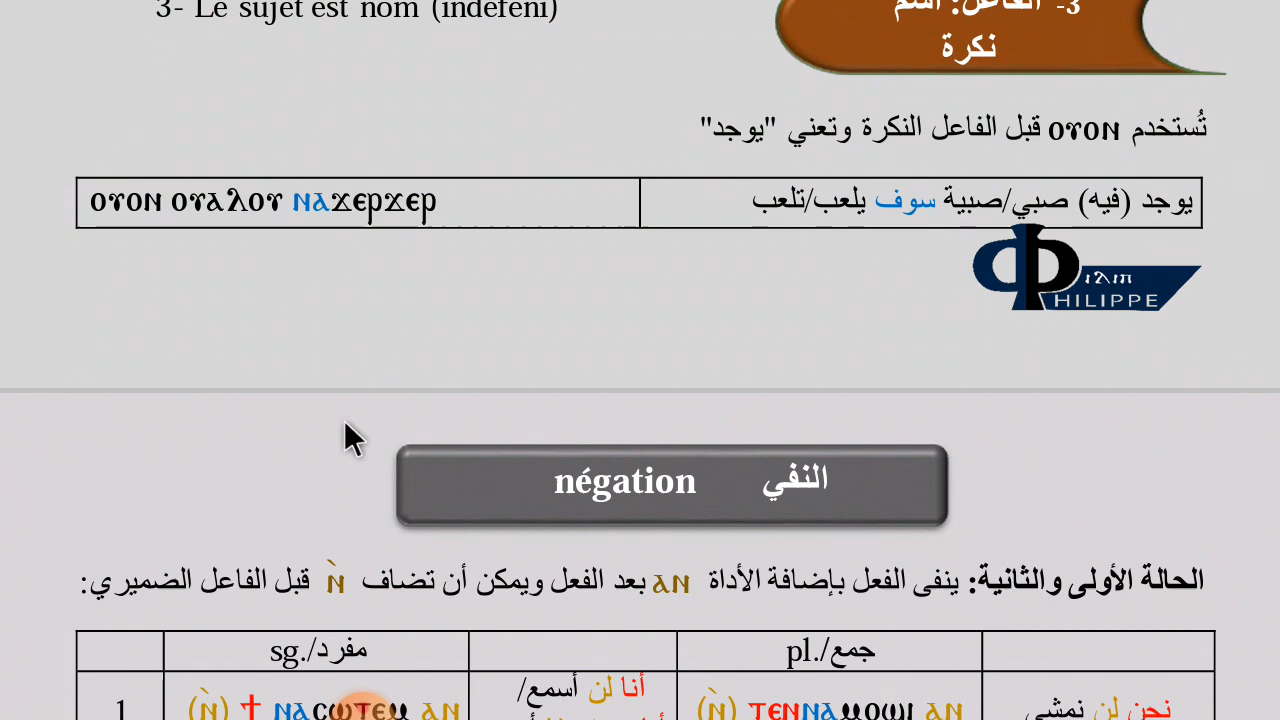 3- Le sujet est nom (indéfeni)
3- الفاعل: اسم
نكرة
تُستخدم ⲟⲩⲟⲛ قبل الفاعل النكرة وتعني "يوجد"
ⲟⲩⲟⲛ ⲟⲩⲁⲗⲟⲩ ⲛⲁϫⲉⲣϫⲉⲣ
يوجد (فيه) صبي/صبية سوف يلعب/تلعب
ⲓⲗⲓⲡ
PHILIPPE
négation النفي
الحالة الأولى والثانية: ينفى الفعل بإضافة الأداة ⲁⲛ بعد الفعل ويمكن أن تضاف ⲛ̀ قبل الفاعل الضميري:
sg./مفرد
pl./جمع
1
(ⲛ̀) ϯ ⲛⲁⲥⲱⲧⲉⲙ ⲁⲛ
أنا لن أسمع/
(ⲛ̀) ⲧⲉⲛⲛⲁⲙⲟϣⲓ ⲁⲛ
نحن لن نمشي